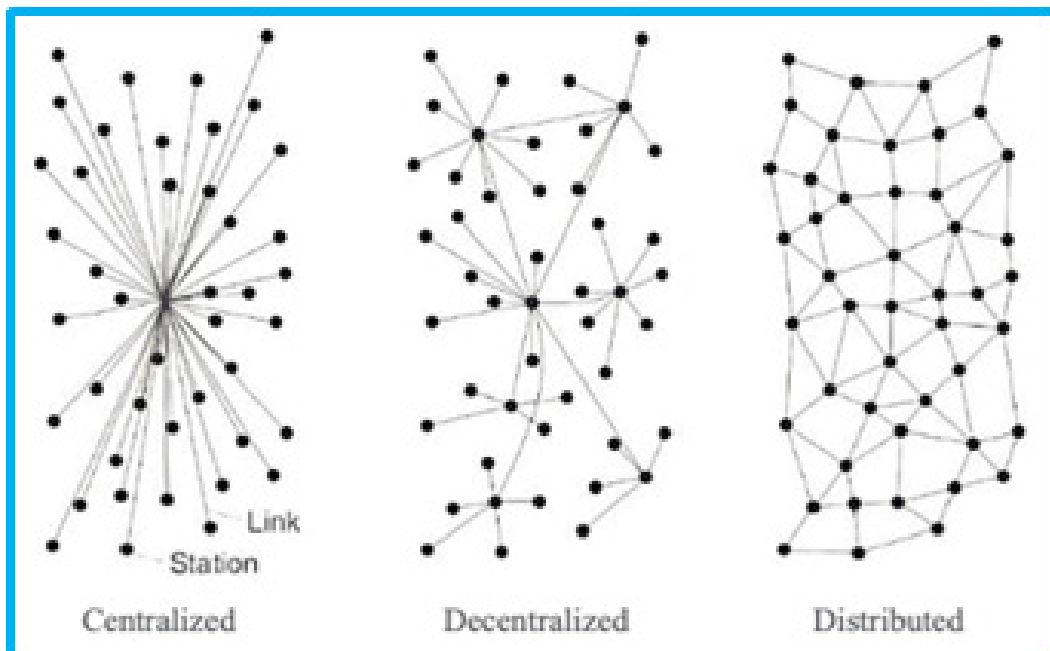 Link
Station
Centralized
Decentralized
Distributed